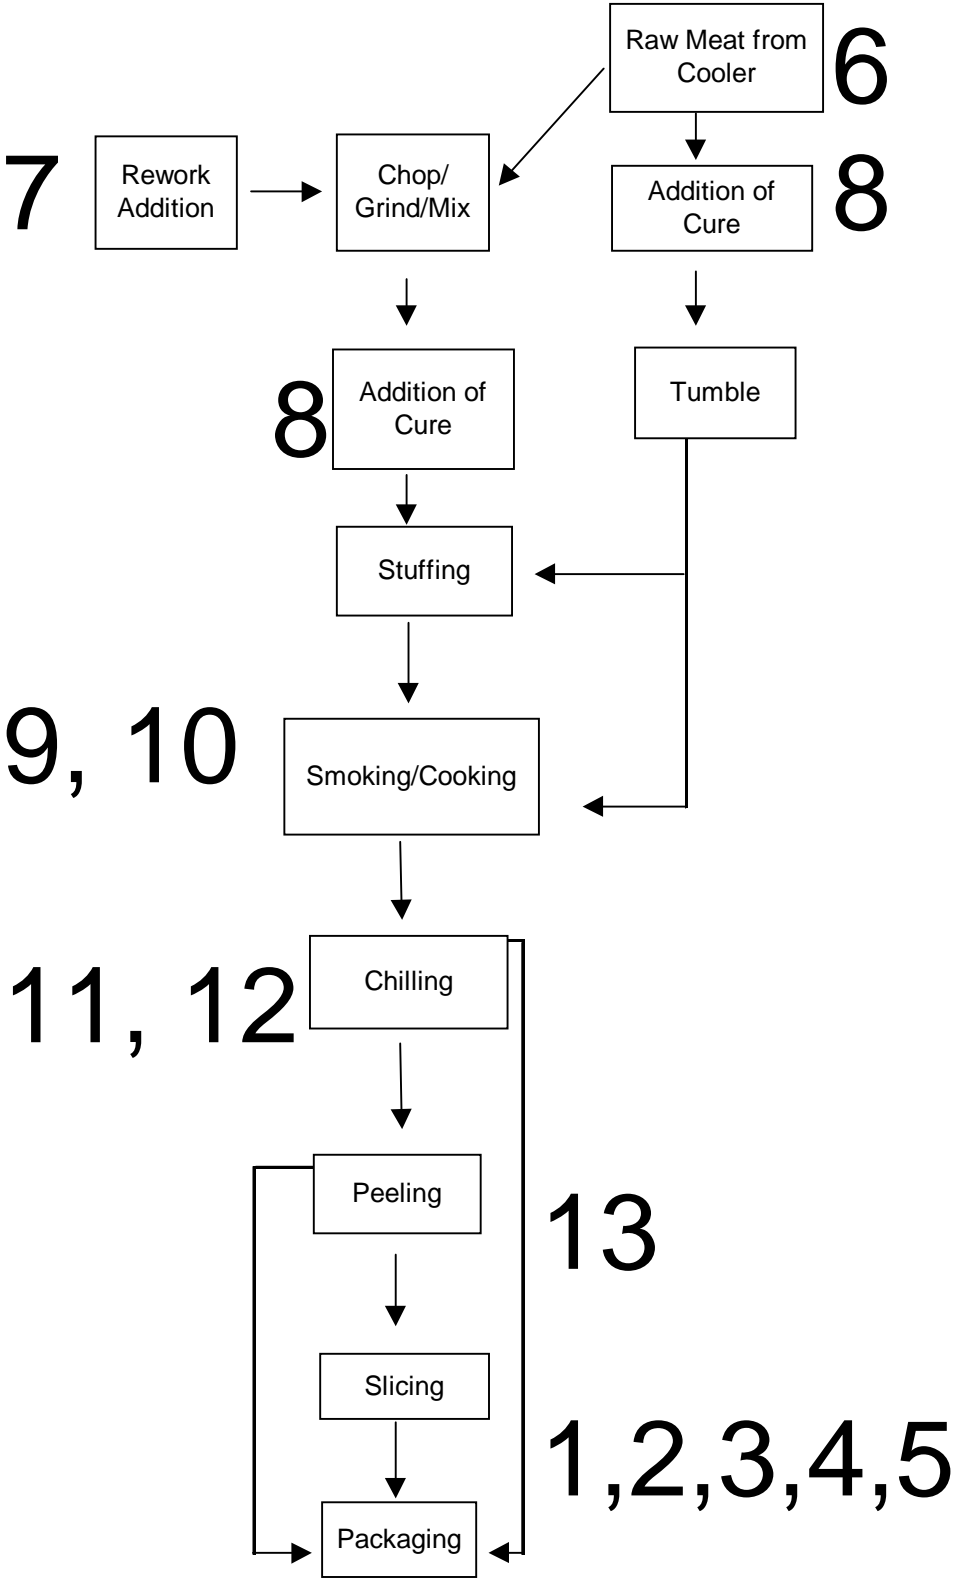 Raw Meat from
Cooler
6
7
Rework
Addition
Chop/
Grind/Mix
Addition of
Cure
8
8
Addition of
Cure
Tumble
Stuffing
9, 10
Smoking/Cooking
11, 12
Chilling
Peeling
13
Slicing
1,2,3,4,5
Packaging